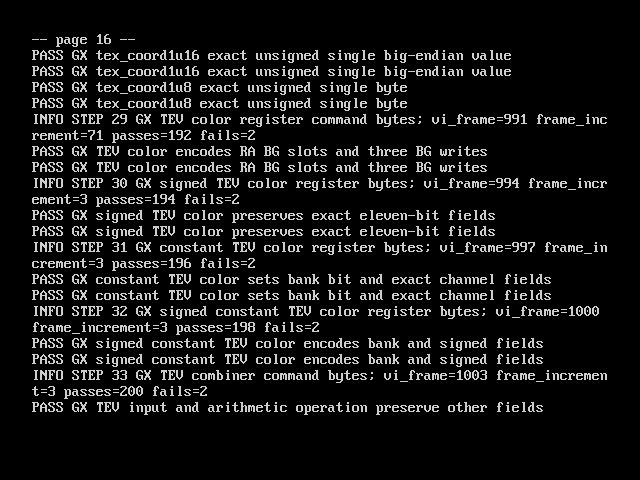 -- page 16 --
PASS GX tex_coord1u16 exact unsigned single big-endian value
PASS GX tex_coord1u16 exact unsigned single big-endian value
PASS GX tex_coord1u8 exact unsigned single byte
PASS GX tex_coord1u8 exact unsigned single byte
INFO STEP 29 GX TEV color register command bytes; vi_frame=991 frame_inc
rement=71 passes=192 fails=2
PASS GX TEV color encodes RA BG slots and three BG writes
PASS GX TEV color encodes RA BG slots and three BG writes
INFO STEP 30 GX signed TEV color register bytes; vi_frame=994 frame_incr
ement=3 passes=194 fails=2
PASS GX signed TEV color preserves exact eleven-bit fields
PASS GX signed TEV color preserves exact eleven-bit fields
INFO STEP 31 GX constant TEV color register bytes; vi_frame=997 frame_in
crement=3 passes=196 fails=2
PASS GX constant TEV color sets bank bit and exact channel fields
PASS GX constant TEV color sets bank bit and exact channel fields
INFO STEP 32 GX signed constant TEV color register bytes; vi_frame=1000
frame_increment=3 passes=198 fails=2
PASS GX signed constant TEV color encodes bank and signed fields
PASS GX signed constant TEV color encodes bank and signed fields
INFO STEP 33 GX TEV combiner command bytes; vi_frame=1003 frame_incremen
t=3 passes=200 fails=2
PASS GX TEV input and arithmetic operation preserve other fields